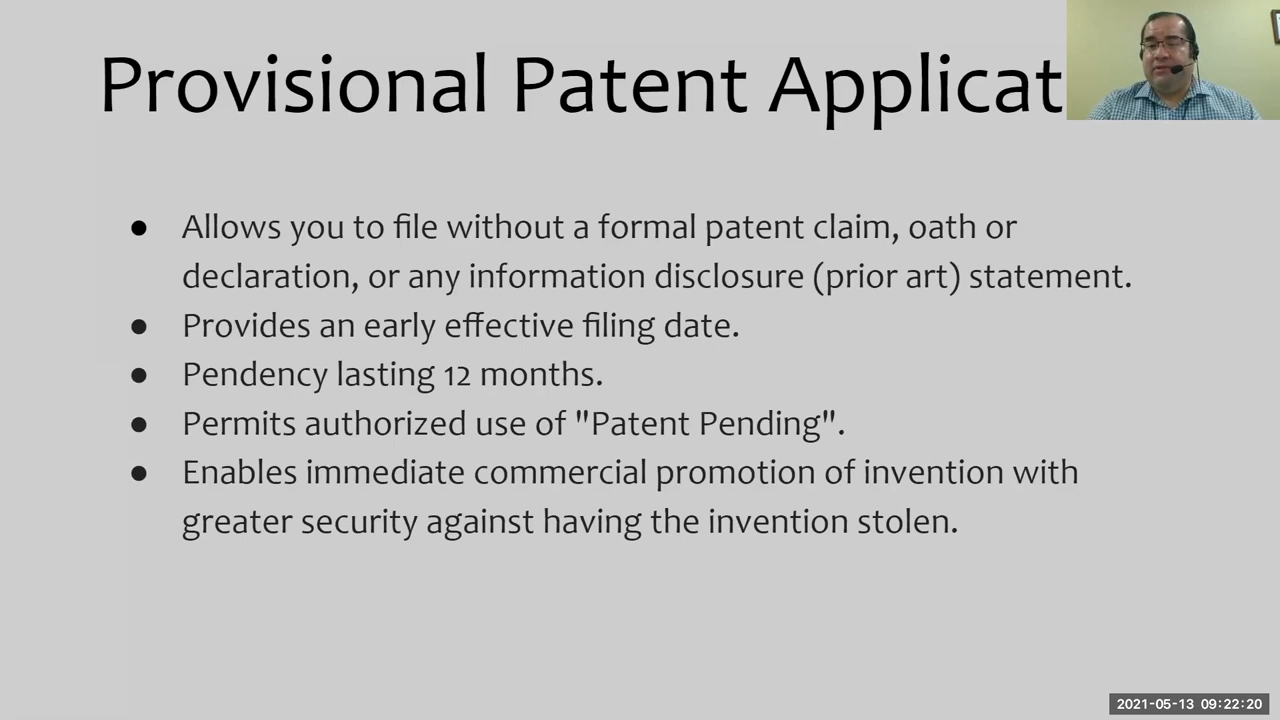 Provisional Patent Applicat
● Allows you to file without a formal patent claim, oath or
declaration, or any information disclosure (prior art) statement.
● Provides an early effective filing date.
● Pendency lasting 12 months.
● Permits authorized use of "Patent Pending".
● Enables immediate commercial promotion of invention with
greater security against having the invention stolen.
2021-05-13 09:22:20